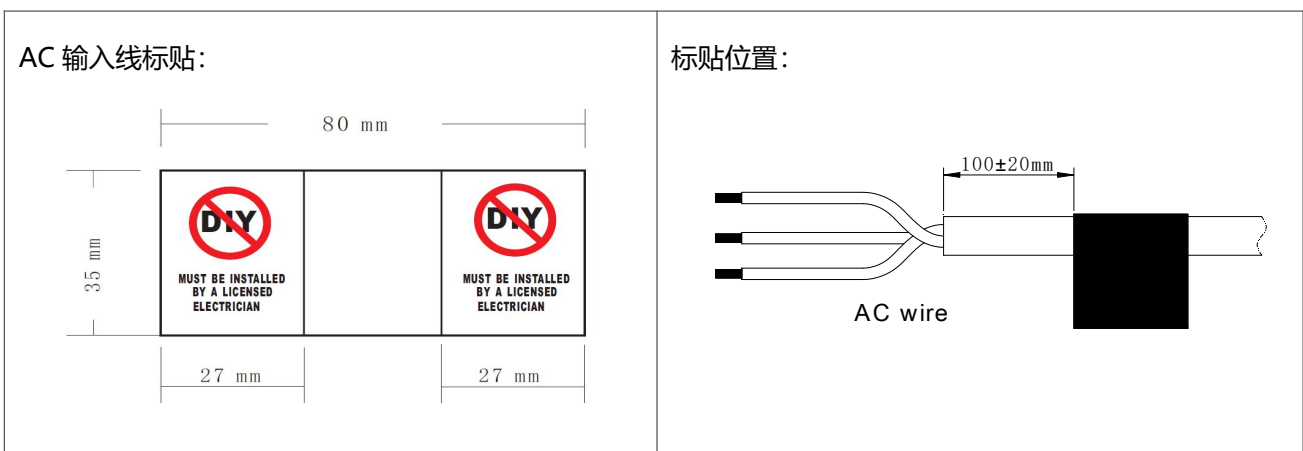 AC 输入线标贴：
80 mm
35 mm
DIY
MUST BE INSTALLED
BY A LICENSED
ELECTRICIAN
DIY
MUST BE INSTALLED
BY A LICENSED
ELECTRICIAN
27 mm
27 mm
标贴位置：
100±20mm
AC wire